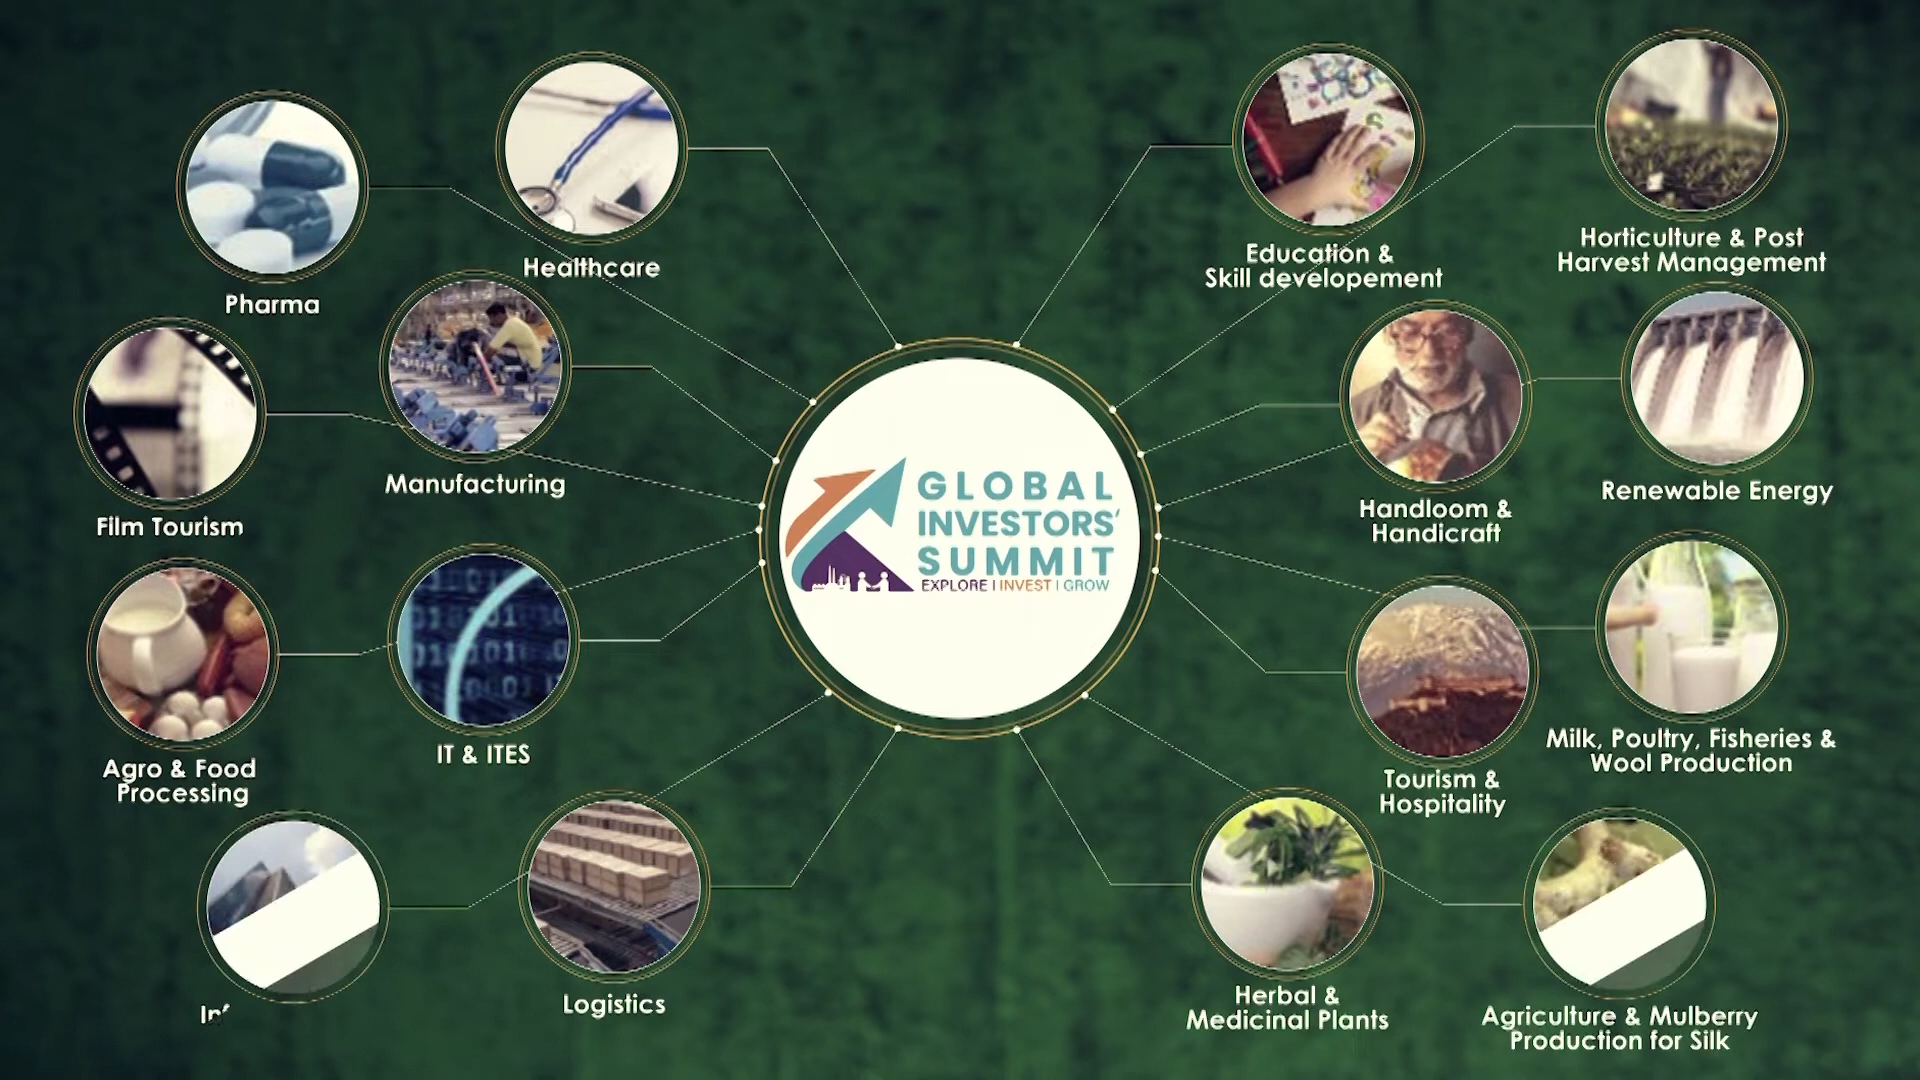 Healthcare
Pharma
Manufacturing
Film Tourism
IT & ITES
Agro & Food
Processing
Logistics
GLOBAL
INVESTORS'
SUMMIT
EXPLORE | INVEST | GROW
Education &
Skill developement
Horticulture & Post
Harvest Management
Handloom &
Handicraft
Renewable Energy
Tourism &
Hospitality
Milk, Poultry, Fisheries &
Wool Production
Herbal &
Medicinal Plants
Agriculture & Mulberry
Production for Silk